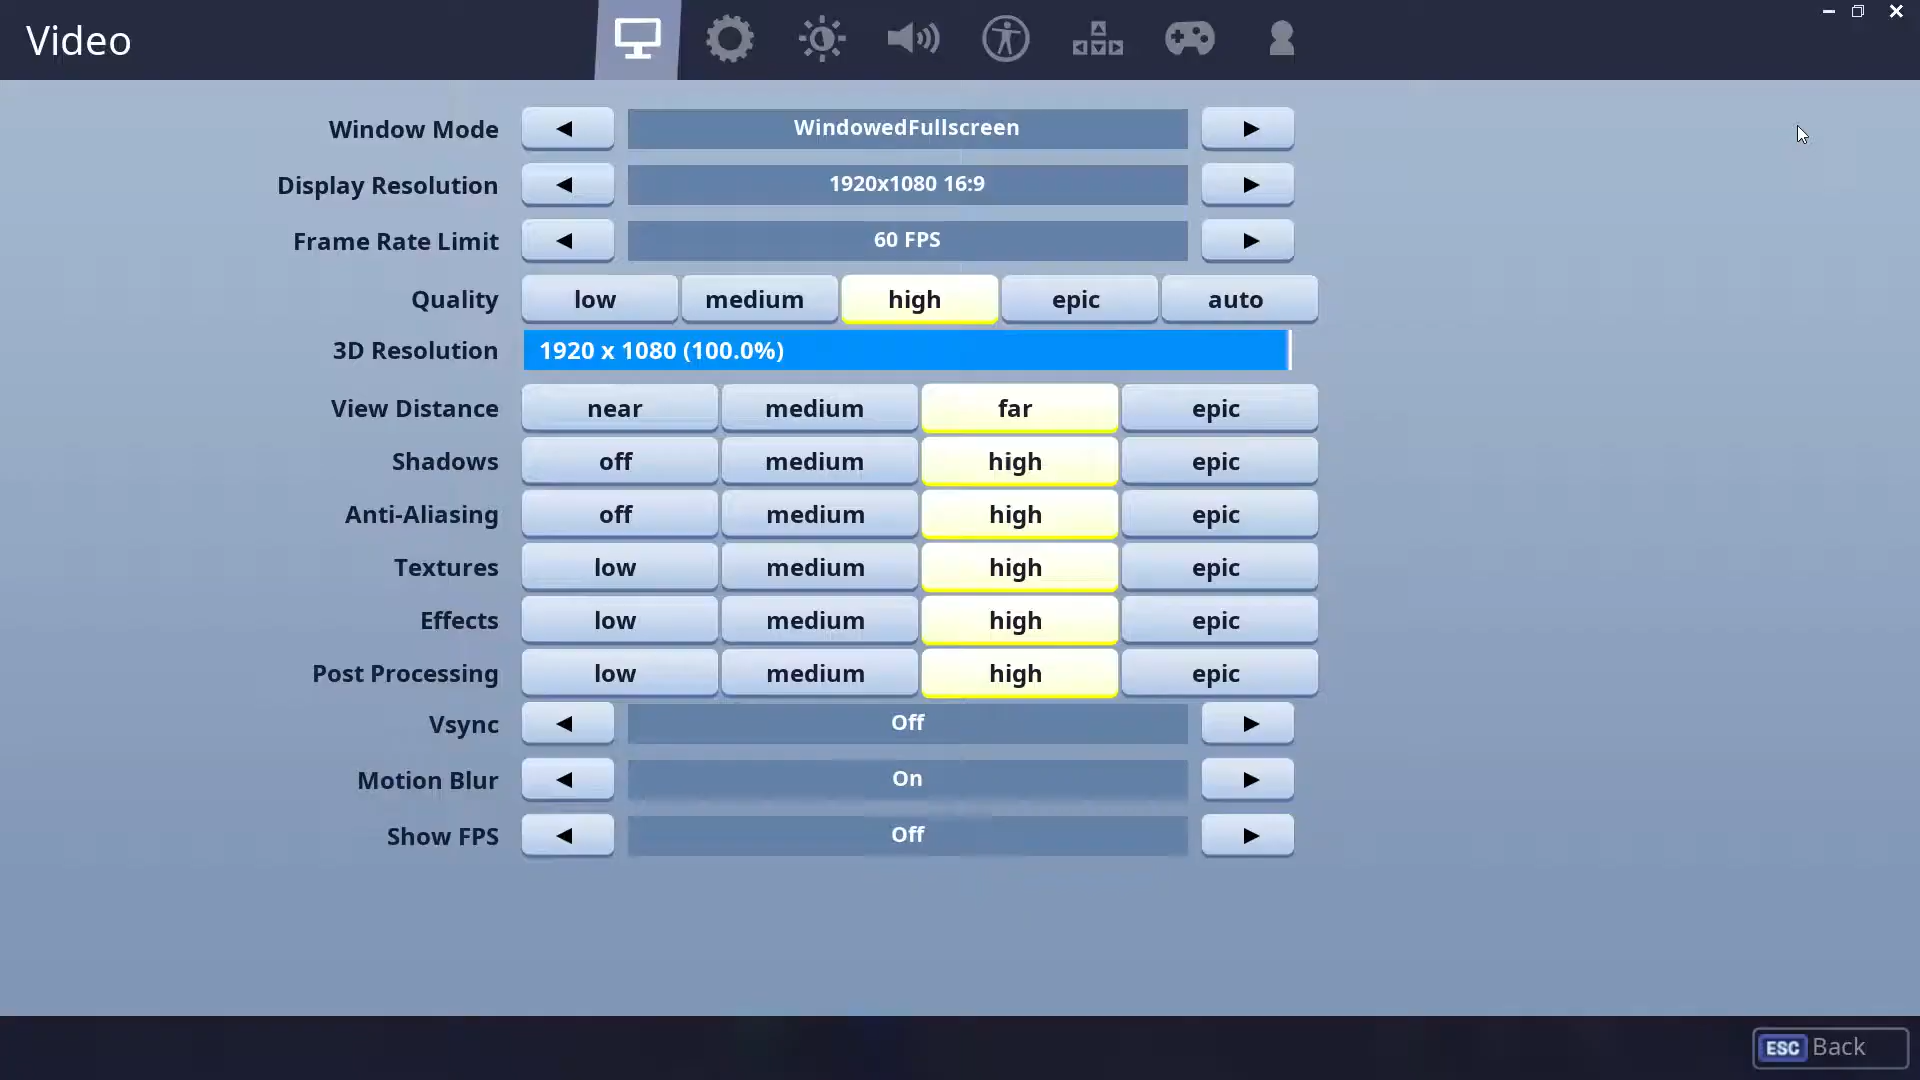 Video
Window Mode WindowedFullscreen
Display Resolution 1920x1080 16:9
Frame Rate Limit 60 FPS
Quality low medium high epic auto
3D Resolution 1920 x 1080 (100.0%)
View Distance near medium far epic
Shadows off medium high epic
Anti-Aliasing off medium high epic
Textures low medium high epic
Effects low medium high epic
Post Processing low medium high epic
Vsync Off
Motion Blur On
Show FPS Off
ESC Back